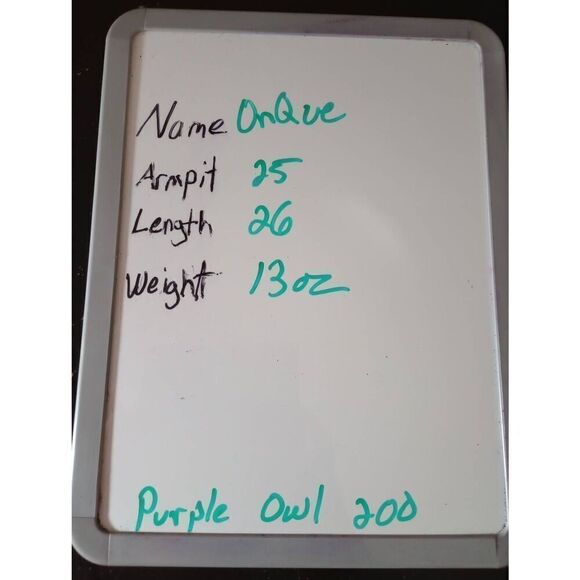 Name OnQue
Armpit 25
Length 26
Weight 13oz
Purple Owl 200